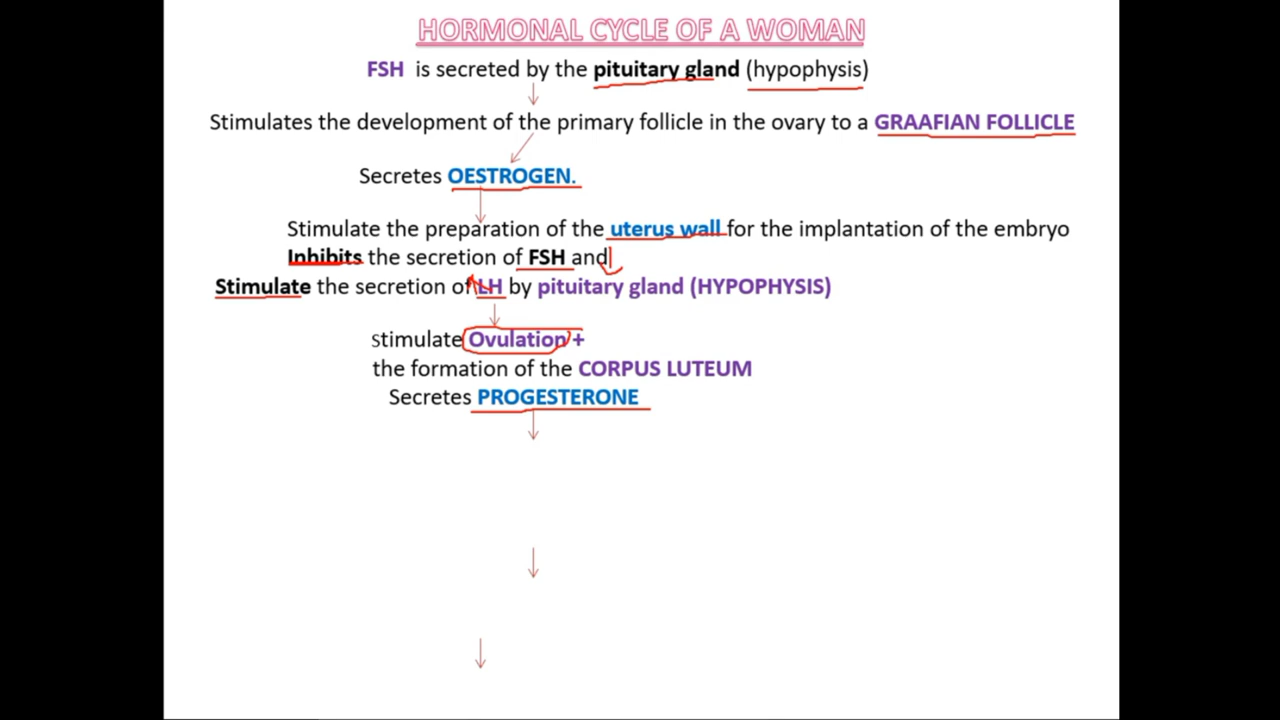 HORMONAL CYCLE OF A WOMAN
FSH is secreted by the pituitary gland (hypophysis)
Stimulates the development of the primary follicle in the ovary to a GRAAFIAN FOLLICLE
Secretes OESTROGEN.
Stimulate the preparation of the uterus wall for the implantation of the embryo
Inhibits the secretion of FSH and
Stimulate the secretion of LH by pituitary gland (HYPOPHYSIS)
stimulate Ovulation +
the formation of the CORPUS LUTEUM
Secretes PROGESTERONE